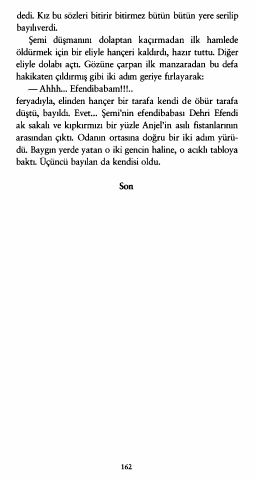 dedi. Kız bu sözleri bitirir bitirmez bütün bütün yere serilip
bayılıverdi.
Şemi düşmanını dolaptan kaçırmadan ilk hamlede
öldürmek için bir eliyle hançeri kaldırdı, hazır tuttu. Diğer
eliyle dolabı açtı. Gözüne çarpan ilk manzaradan bu defa
hakikaten çıldırmış gibi iki adım geriye fırlayarak:
— Ahhh... Efendibabam!!!..
feryadıyla, elinden hançer bir tarafa kendi de öbür tarafa
düştü, bayıldı. Evet... Şemi'nin efendibabası Dehri Efendi
ak sakalı ve kıpkırmızı bir yüzle Anjel'in asılı fistanlarının
arasından çıktı. Odanın ortasına doğru bir iki adım yürü-
dü. Baygın yerde yatan o iki gencin haline, o acıklı tabloya
baktı. Üçüncü bayılan da kendisi oldu.
Son
162